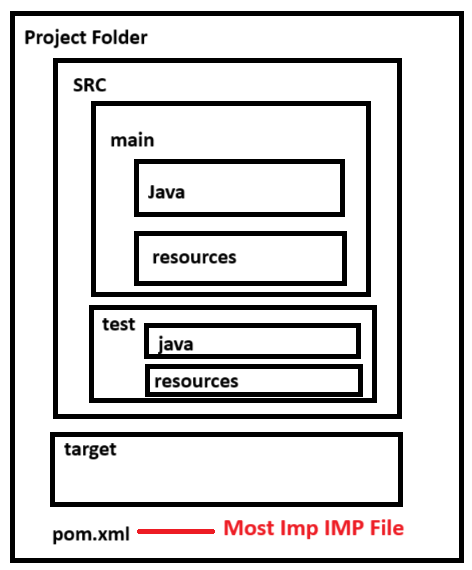 Project Folder
SRC
main
Java
resources
test
java
resources
target
pom.xml Most Imp IMP File